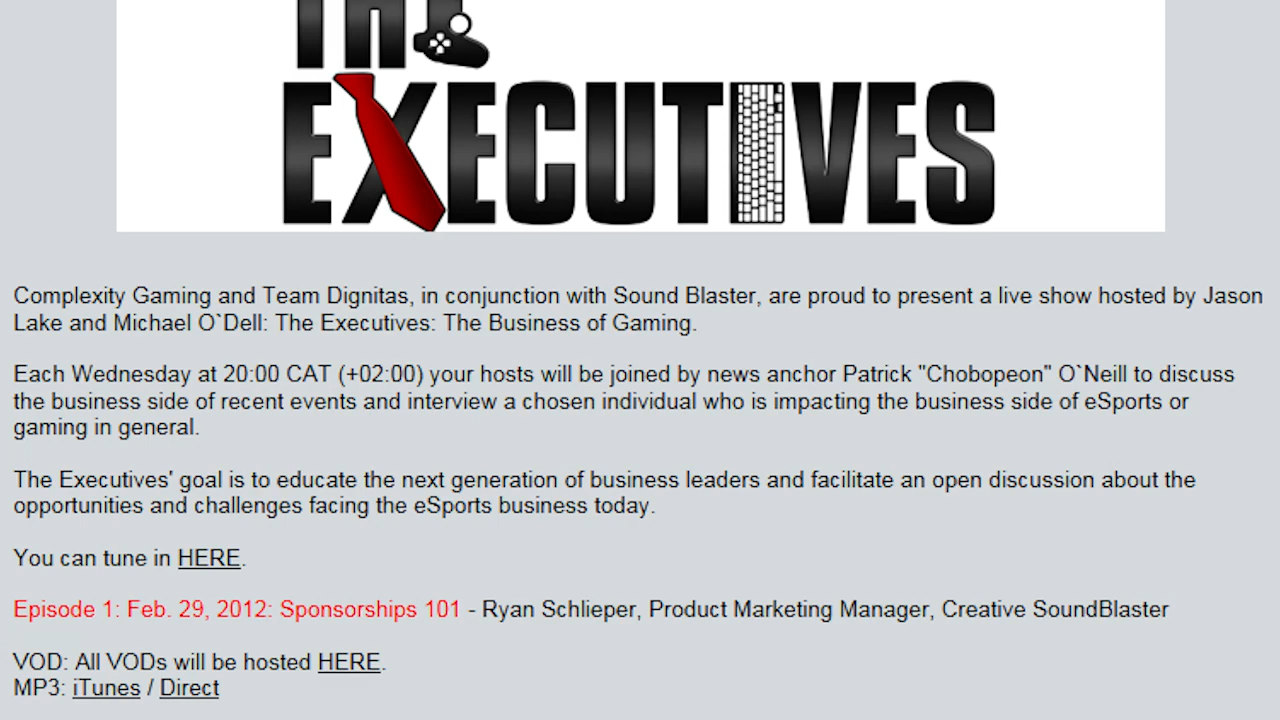 THE
EXECUTIVES
Complexity Gaming and Team Dignitas, in conjunction with Sound Blaster, are proud to present a live show hosted by Jason
Lake and Michael O`Dell: The Executives: The Business of Gaming.
Each Wednesday at 20:00 CAT (+02:00) your hosts will be joined by news anchor Patrick "Chobopeon" O`Neill to discuss
the business side of recent events and interview a chosen individual who is impacting the business side of eSports or
gaming in general.
The Executives' goal is to educate the next generation of business leaders and facilitate an open discussion about the
opportunities and challenges facing the eSports business today.
You can tune in HERE.
Episode 1: Feb. 29, 2012: Sponsorships 101 - Ryan Schlieper, Product Marketing Manager, Creative SoundBlaster
VOD: All VODs will be hosted HERE.
MP3: iTunes / Direct